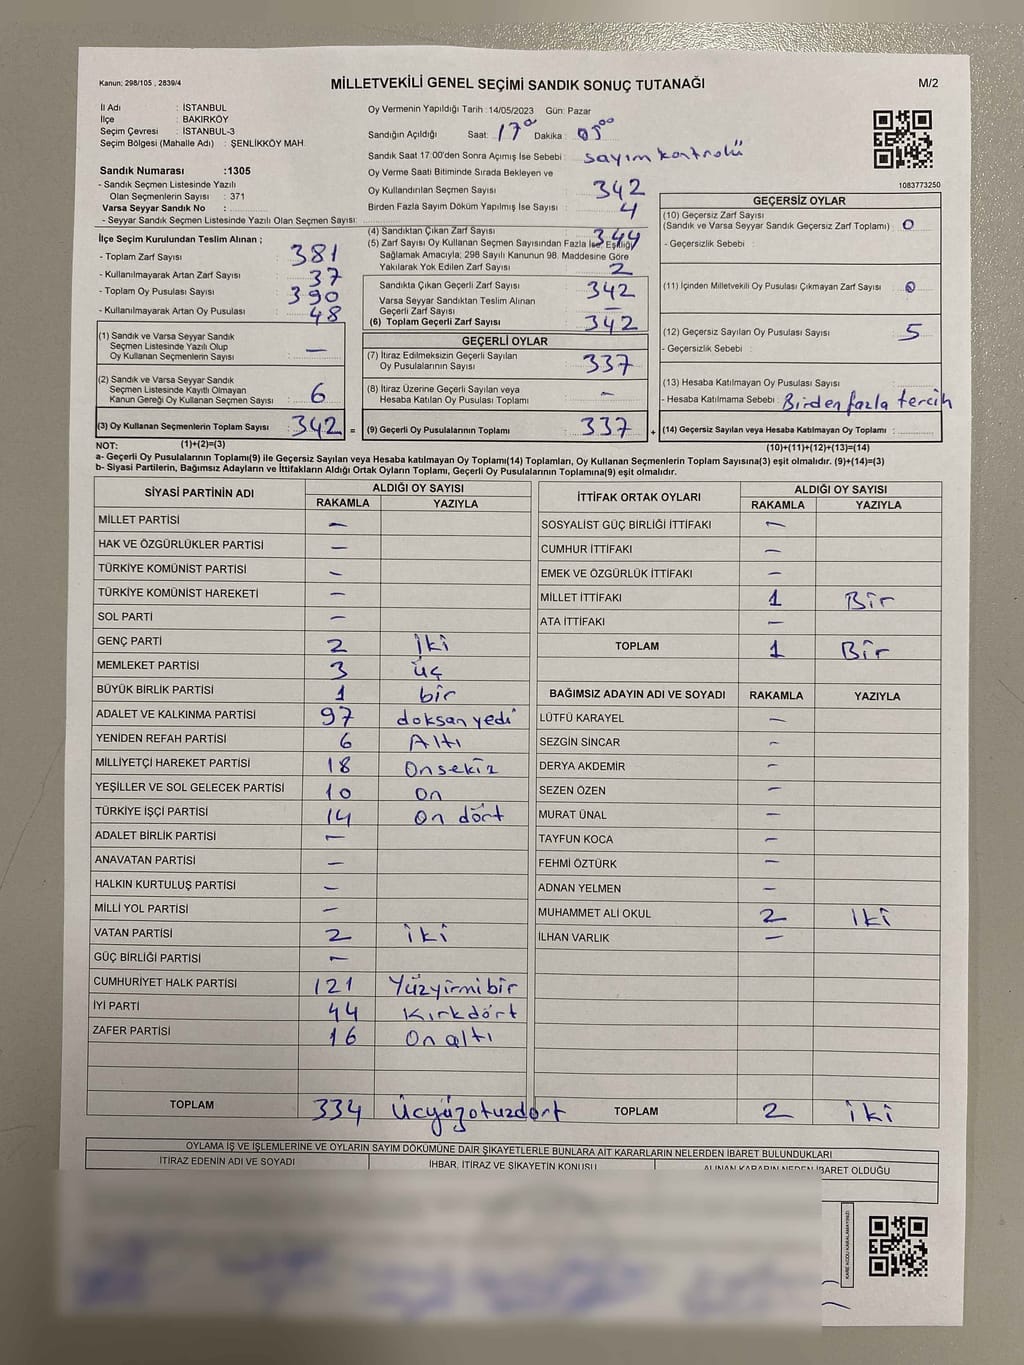 Kanun: 298/105 , 2839/4
MİLLETVEKİLİ GENEL SEÇİMİ SANDIK SONUÇ TUTANAĞI
M/2
İl Adı : İSTANBUL
İlçe : BAKIRKÖY
Seçim Çevresi : İSTANBUL-3
Seçim Bölgesi (Mahalle Adı) : ŞENLİKKÖY MAH.
Sandık Numarası :1305
- Sandık Seçmen Listesinde Yazılı
Olan Seçmenlerin Sayısı : 371
Varsa Seyyar Sandık No :
- Seyyar Sandık Seçmen Listesinde Yazılı Olan Seçmen Sayısı:
Oy Vermenin Yapıldığı Tarih :14/05/2023 Gün: Pazar
Sandığın Açıldığı Saat: 17 Dakika :
Sandık Saat 17:00'den Sonra Açımış İse Sebebi : sayım kontrolü
Oy Verme Saati Bitiminde Sırada Bekleyen ve
Oy Kullandırılan Seçmen Sayısı : 342
Birden Fazla Sayım Döküm Yapılmış İse Sayısı : 4
1083773250
İlçe Seçim Kurulundan Teslim Alınan ;
- Toplam Zarf Sayısı : 381
- Kullanılmayarak Artan Zarf Sayısı : 37
- Toplam Oy Pusulası Sayısı : 390
- Kullanılmayarak Artan Oy Pusulası : 48
(4) Sandıktan Çıkan Zarf Sayısı : 344
(5) Zarf Sayısı Oy Kullanan Seçmen Sayısından Fazla İse, Eşitliği
Sağlamak Amacıyla; 298 Sayılı Kanunun 98. Maddesine Göre
Yakılarak Yok Edilen Zarf Sayısı : 2
Sandıkta Çıkan Geçerli Zarf Sayısı : 342
Varsa Seyyar Sandıktan Teslim Alınan
Geçerli Zarf Sayısı : —
(6) Toplam Geçerli Zarf Sayısı : 342
GEÇERSİZ OYLAR
(10) Geçersiz Zarf Sayısı
(Sandık ve Varsa Seyyar Sandık Geçersiz Zarf Toplamı) : 0
- Geçersizlik Sebebi :
(11) İçinden Milletvekili Oy Pusulası Çıkmayan Zarf Sayısı : 0
(12) Geçersiz Sayılan Oy Pusulası Sayısı : 5
- Geçersizlik Sebebi :
(13) Hesaba Katılmayan Oy Pusulası Sayısı :
- Hesaba Katılmama Sebebi : Birden fazla tercih
(14) Geçersiz Sayılan veya Hesaba Katılmayan Oy Toplamı :
(10)+(11)+(12)+(13)=(14)
(1) Sandık ve Varsa Seyyar Sandık
Seçmen Listesinde Yazılı Olup
Oy Kullanan Seçmenlerin Sayısı : —
(2) Sandık ve Varsa Seyyar Sandık
Seçmen Listesinde Kayıtlı Olmayan
Kanun Gereği Oy Kullanan Seçmen Sayısı : 6
(3) Oy Kullanan Seçmenlerin Toplam Sayısı : 342 =
GEÇERLİ OYLAR
(7) İtiraz Edilmeksizin Geçerli Sayılan
Oy Pusulalarının Sayısı : 337
(8) İtiraz Üzerine Geçerli Sayılan veya
Hesaba Katılan Oy Pusulası Toplamı : —
(9) Geçerli Oy Pusulalarının Toplamı : 337 +
NOT: (1)+(2)=(3)
a- Geçerli Oy Pusulalarının Toplamı(9) ile Geçersiz Sayılan veya Hesaba katılmayan Oy Toplamı(14) Toplamları, Oy Kullanan Seçmenlerin Toplam Sayısına(3) eşit olmalıdır. (9)+(14)=(3)
b- Siyasi Partilerin, Bağımsız Adayların ve İttifakların Aldığı Ortak Oyların Toplamı, Geçerli Oy Pusulalarının Toplamına(9) eşit olmalıdır.
SİYASİ PARTİNİN ADI
ALDIĞI OY SAYISI
RAKAMLA YAZIYLA
MİLLET PARTİSİ —
HAK VE ÖZGÜRLÜKLER PARTİSİ —
TÜRKİYE KOMÜNİST PARTİSİ —
TÜRKİYE KOMÜNİST HAREKETİ —
SOL PARTİ —
GENÇ PARTİ 2 İki
MEMLEKET PARTİSİ 3 üç
BÜYÜK BİRLİK PARTİSİ 1 bir
ADALET VE KALKINMA PARTİSİ 97 doksan yedi
YENİDEN REFAH PARTİSİ 6 Altı
MİLLİYETÇİ HAREKET PARTİSİ 18 Onsekiz
YEŞİLLER VE SOL GELECEK PARTİSİ 10 On
TÜRKİYE İŞÇİ PARTİSİ 14 On dört
ADALET BİRLİK PARTİSİ —
ANAVATAN PARTİSİ —
HALKIN KURTULUŞ PARTİSİ —
MİLLİ YOL PARTİSİ —
VATAN PARTİSİ 2 iki
GÜÇ BİRLİĞİ PARTİSİ —
CUMHURİYET HALK PARTİSİ 121 Yüzyirmibir
İYİ PARTİ 44 Kırkdört
ZAFER PARTİSİ 16 On altı
TOPLAM 334 Üçyüzotuzdört
İTTİFAK ORTAK OYLARI
ALDIĞI OY SAYISI
RAKAMLA YAZIYLA
SOSYALİST GÜÇ BİRLİĞİ İTTİFAKI —
CUMHUR İTTİFAKI —
EMEK VE ÖZGÜRLÜK İTTİFAKI —
MİLLET İTTİFAKI 1 Bir
ATA İTTİFAKI —
TOPLAM 1 Bir
BAĞIMSIZ ADAYIN ADI VE SOYADI RAKAMLA YAZIYLA
LÜTFÜ KARAYEL —
SEZGİN SİNCAR —
DERYA AKDEMİR —
SEZEN ÖZEN —
MURAT ÜNAL —
TAYFUN KOCA —
FEHMİ ÖZTÜRK —
ADNAN YELMEN —
MUHAMMET ALİ OKUL 2 İki
İLHAN VARLIK —
TOPLAM 2 iki
OYLAMA İŞ VE İŞLEMLERİNE VE OYLARIN SAYIM DÖKÜMÜNE DAİR ŞİKAYETLERLE BUNLARA AİT KARARLARIN NELERDEN İBARET BULUNDUKLARI
İTİRAZ EDENİN ADI VE SOYADI
İHBAR, İTİRAZ VE ŞİKAYETİN KONUSU
ALINAN KARARIN NEDEN İBARET OLDUĞU